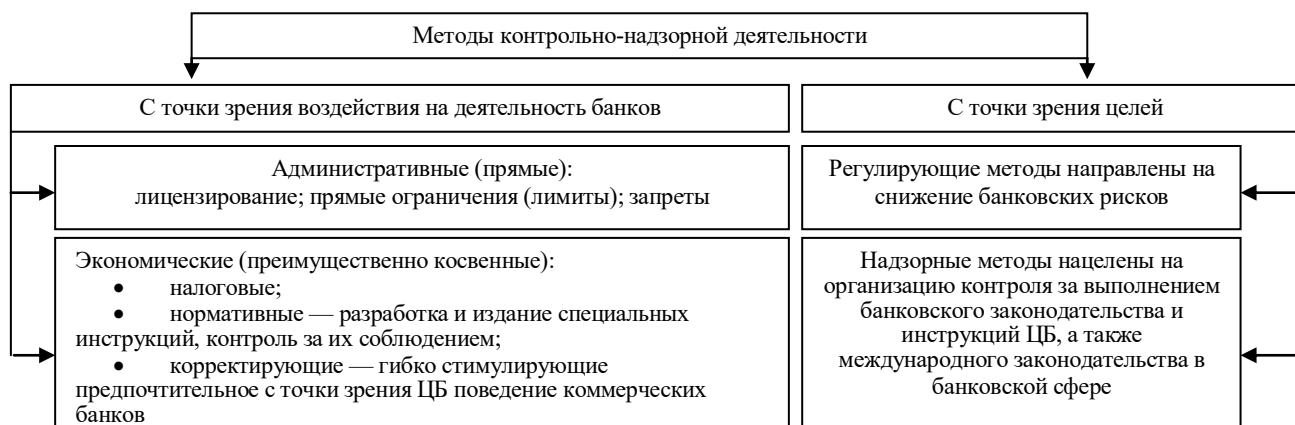 Методы контрольно-надзорной деятельности
С точки зрения воздействия на деятельность банков
Административные (прямые):
лицензирование; прямые ограничения (лимиты); запреты
Экономические (преимущественно косвенные):
• налоговые;
• нормативные — разработка и издание специальных
инструкций, контроль за их соблюдением;
• корректирующие — гибко стимулирующие
предпочтительное с точки зрения ЦБ поведение коммерческих
банков
С точки зрения целей
Регулирующие методы направлены на
снижение банковских рисков
Надзорные методы нацелены на
организацию контроля за выполнением
банковского законодательства и
инструкций ЦБ, а также
международного законодательства в
банковской сфере